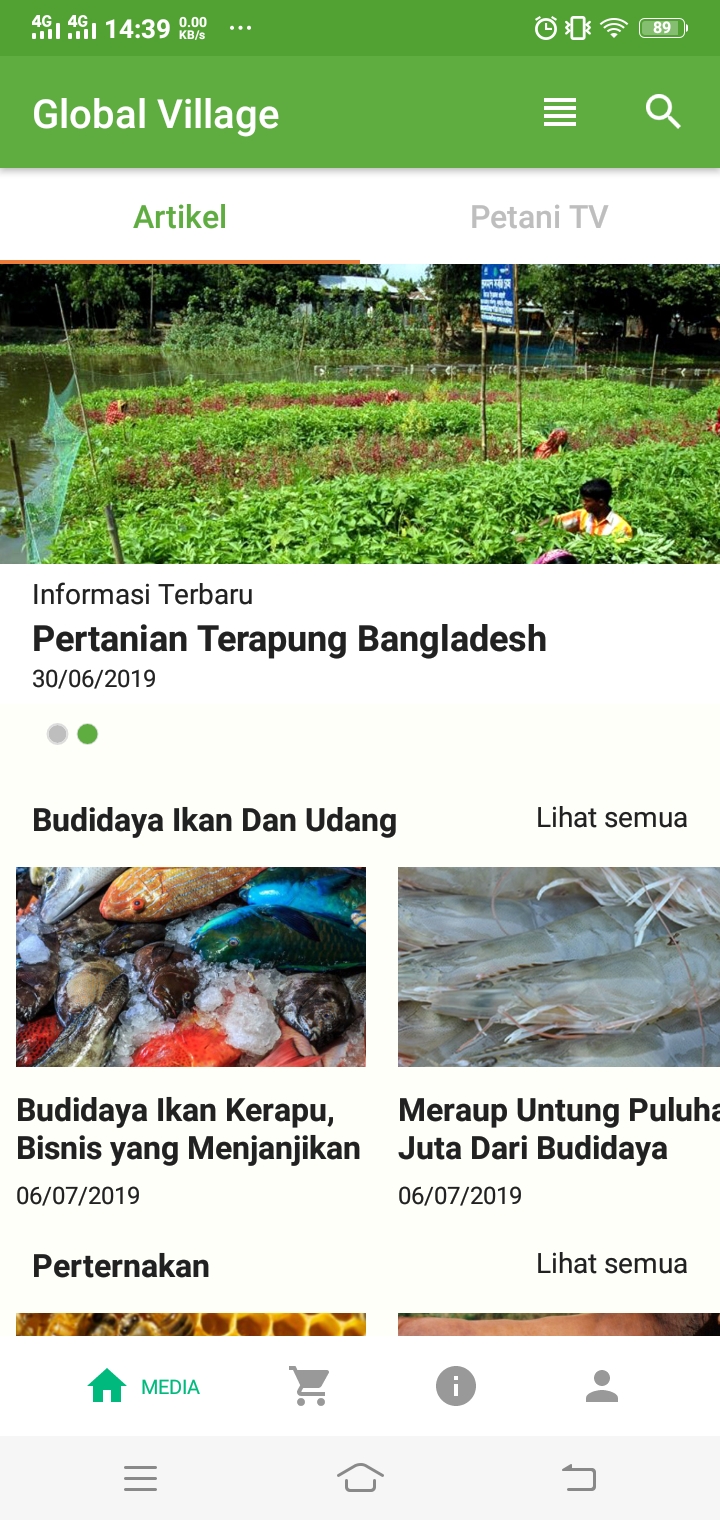 4G 4G 14:39 0.00 KB/s ... 89
Global Village
Artikel Petani TV
Informasi Terbaru
Pertanian Terapung Bangladesh
30/06/2019
Budidaya Ikan Dan Udang Lihat semua
Budidaya Ikan Kerapu,
Bisnis yang Menjanjikan
06/07/2019
Meraup Untung Puluha
Juta Dari Budidaya
06/07/2019
Perternakan Lihat semua
MEDIA